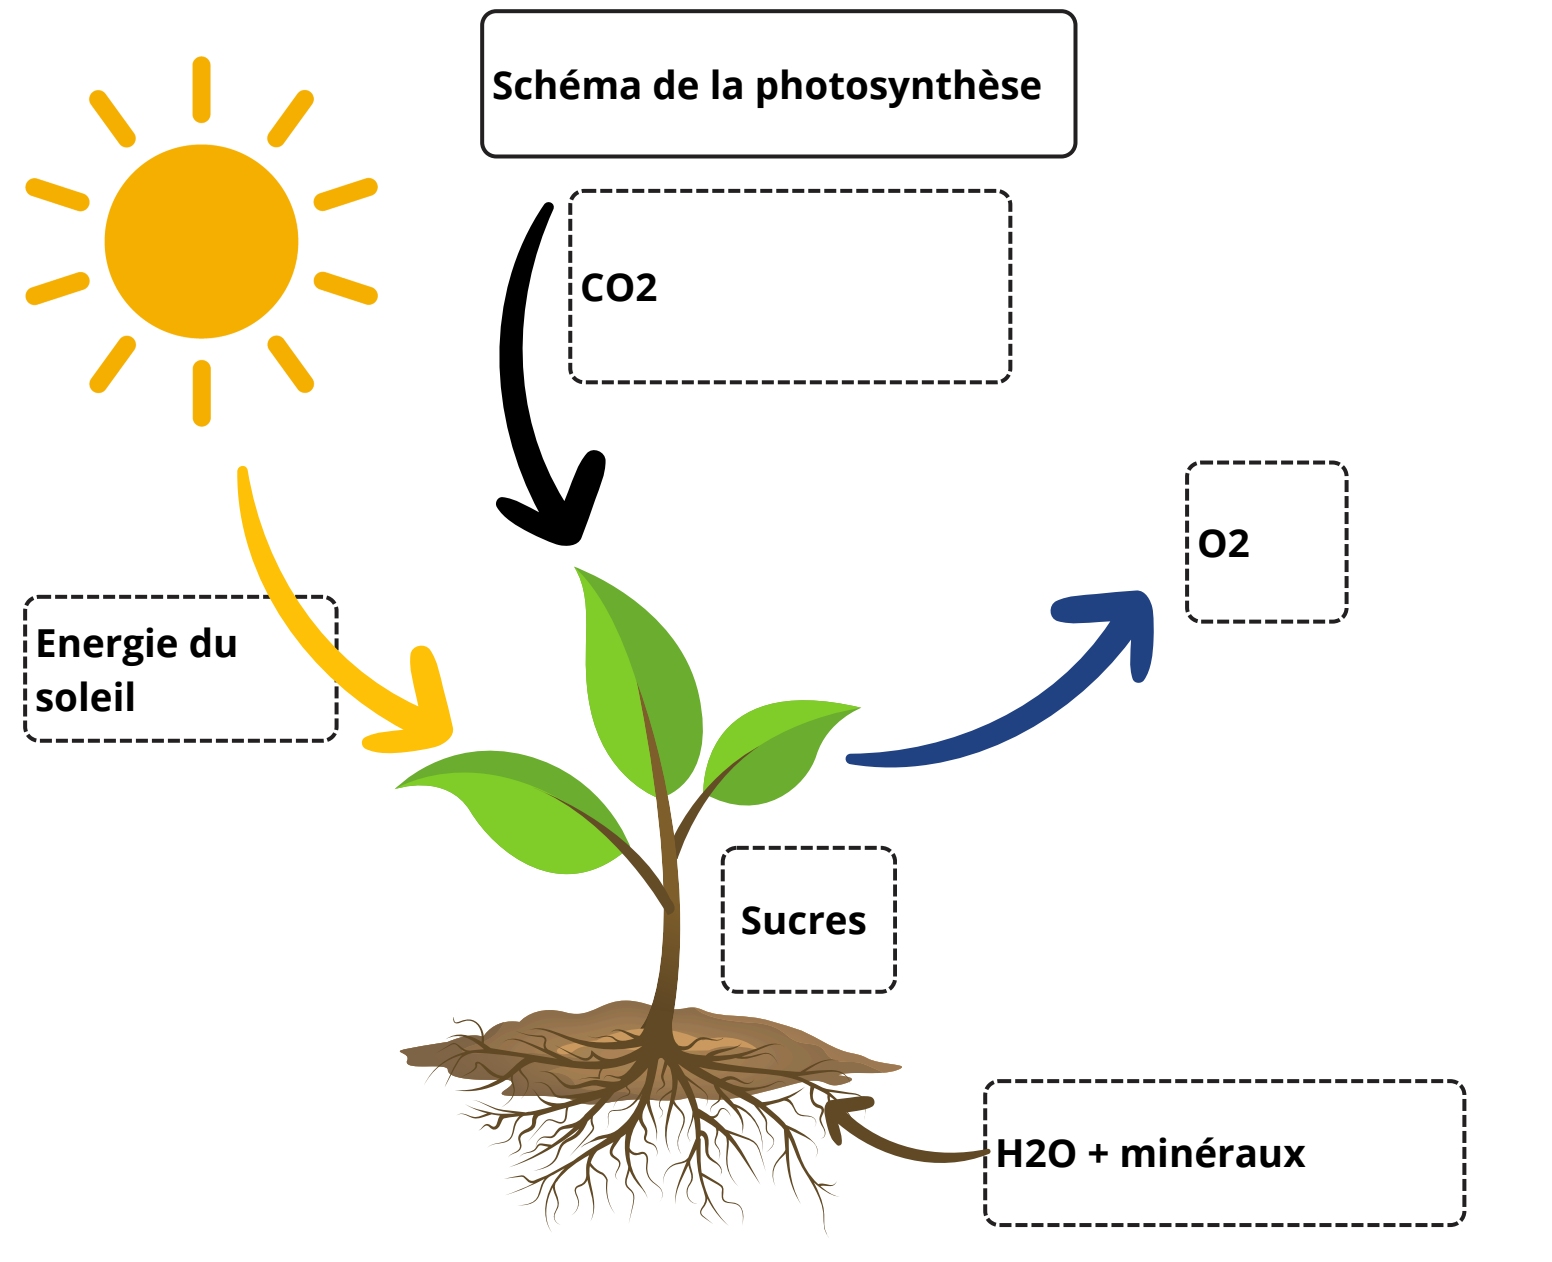 Schéma de la photosynthèse
CO2
O2
Energie du
soleil
Sucres
H2O + minéraux